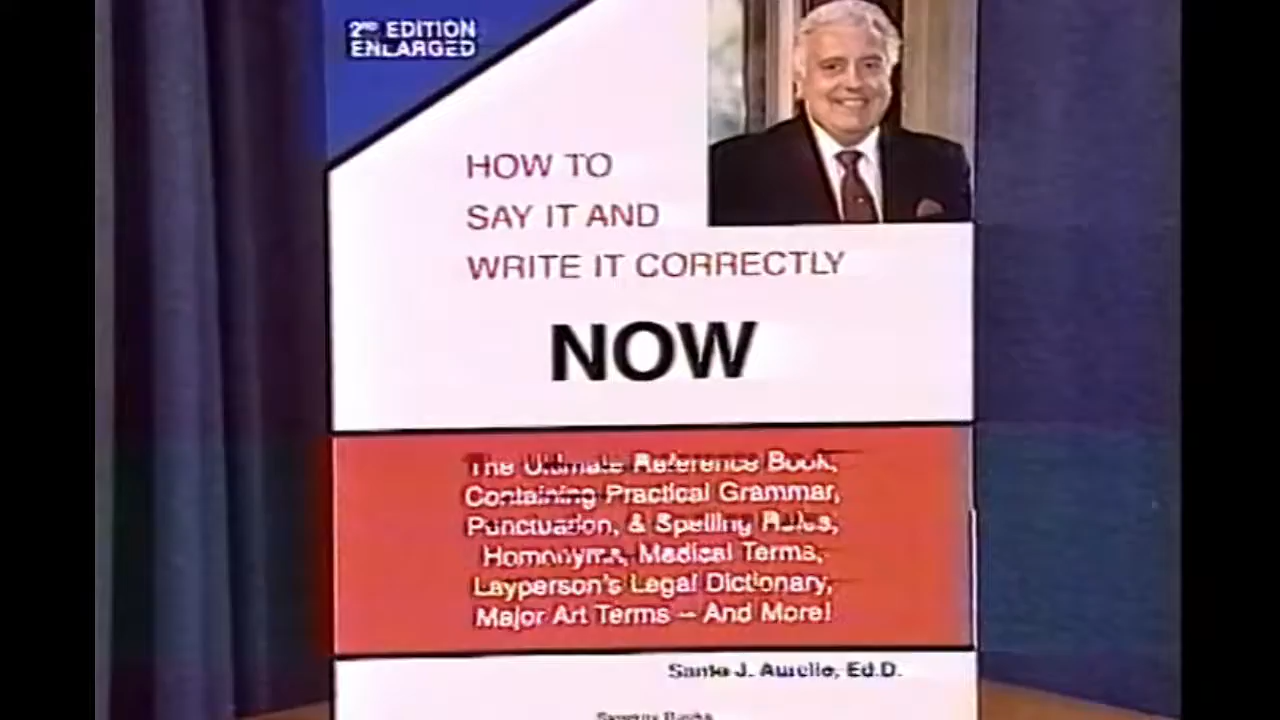 2ND EDITION
ENLARGED
HOW TO
SAY IT AND
WRITE IT CORRECTLY
NOW
The Ultimate Reference Book,
Containing Practical Grammar,
Punctuation, & Spelling Rules,
Homonyms, Medical Terms,
Layperson's Legal Dictionary,
Major Art Terms – And More!
Santo J. Aurelio, Ed.D.